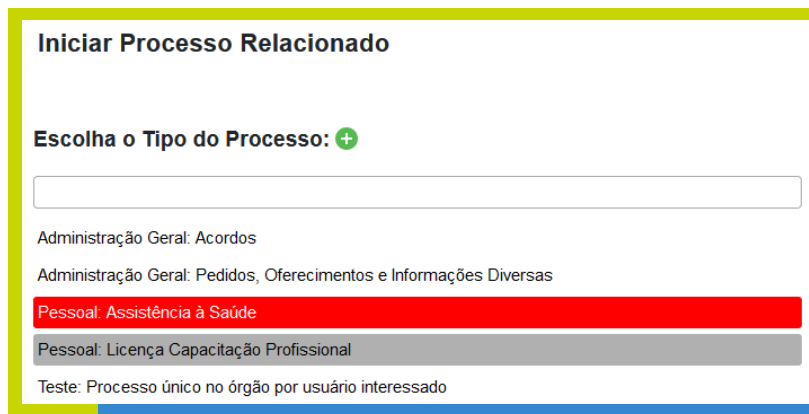 Iniciar Processo Relacionado
Escolha o Tipo do Processo:
Administração Geral: Acordos
Administração Geral: Pedidos, Oferecimentos e Informações Diversas
Pessoal: Assistência à Saúde
Pessoal: Licença Capacitação Profissional
Teste: Processo único no órgão por usuário interessado